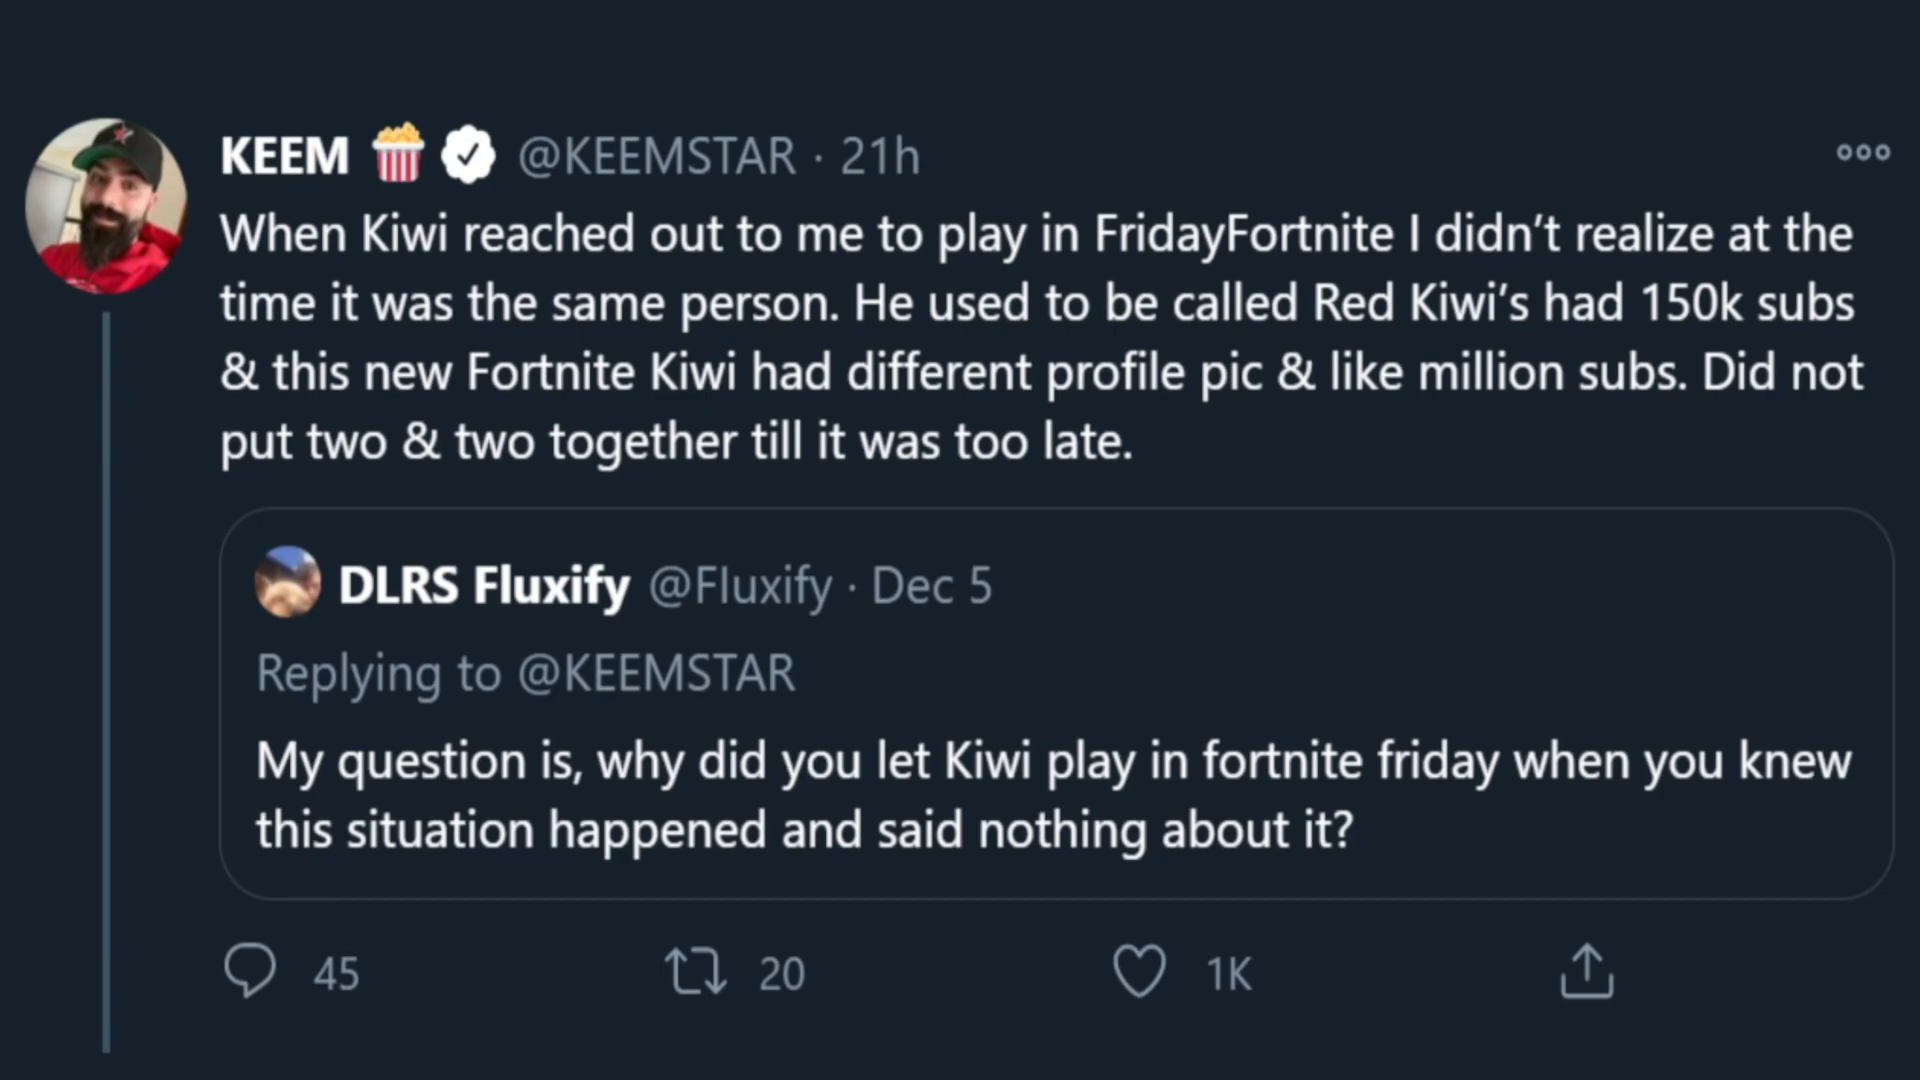 KEEM @KEEMSTAR · 21h
When Kiwi reached out to me to play in FridayFortnite I didn’t realize at the
time it was the same person. He used to be called Red Kiwi’s had 150k subs
& this new Fortnite Kiwi had different profile pic & like million subs. Did not
put two & two together till it was too late.
DLRS Fluxify @Fluxify · Dec 5
Replying to @KEEMSTAR
My question is, why did you let Kiwi play in fortnite friday when you knew
this situation happened and said nothing about it?
45 20 1K